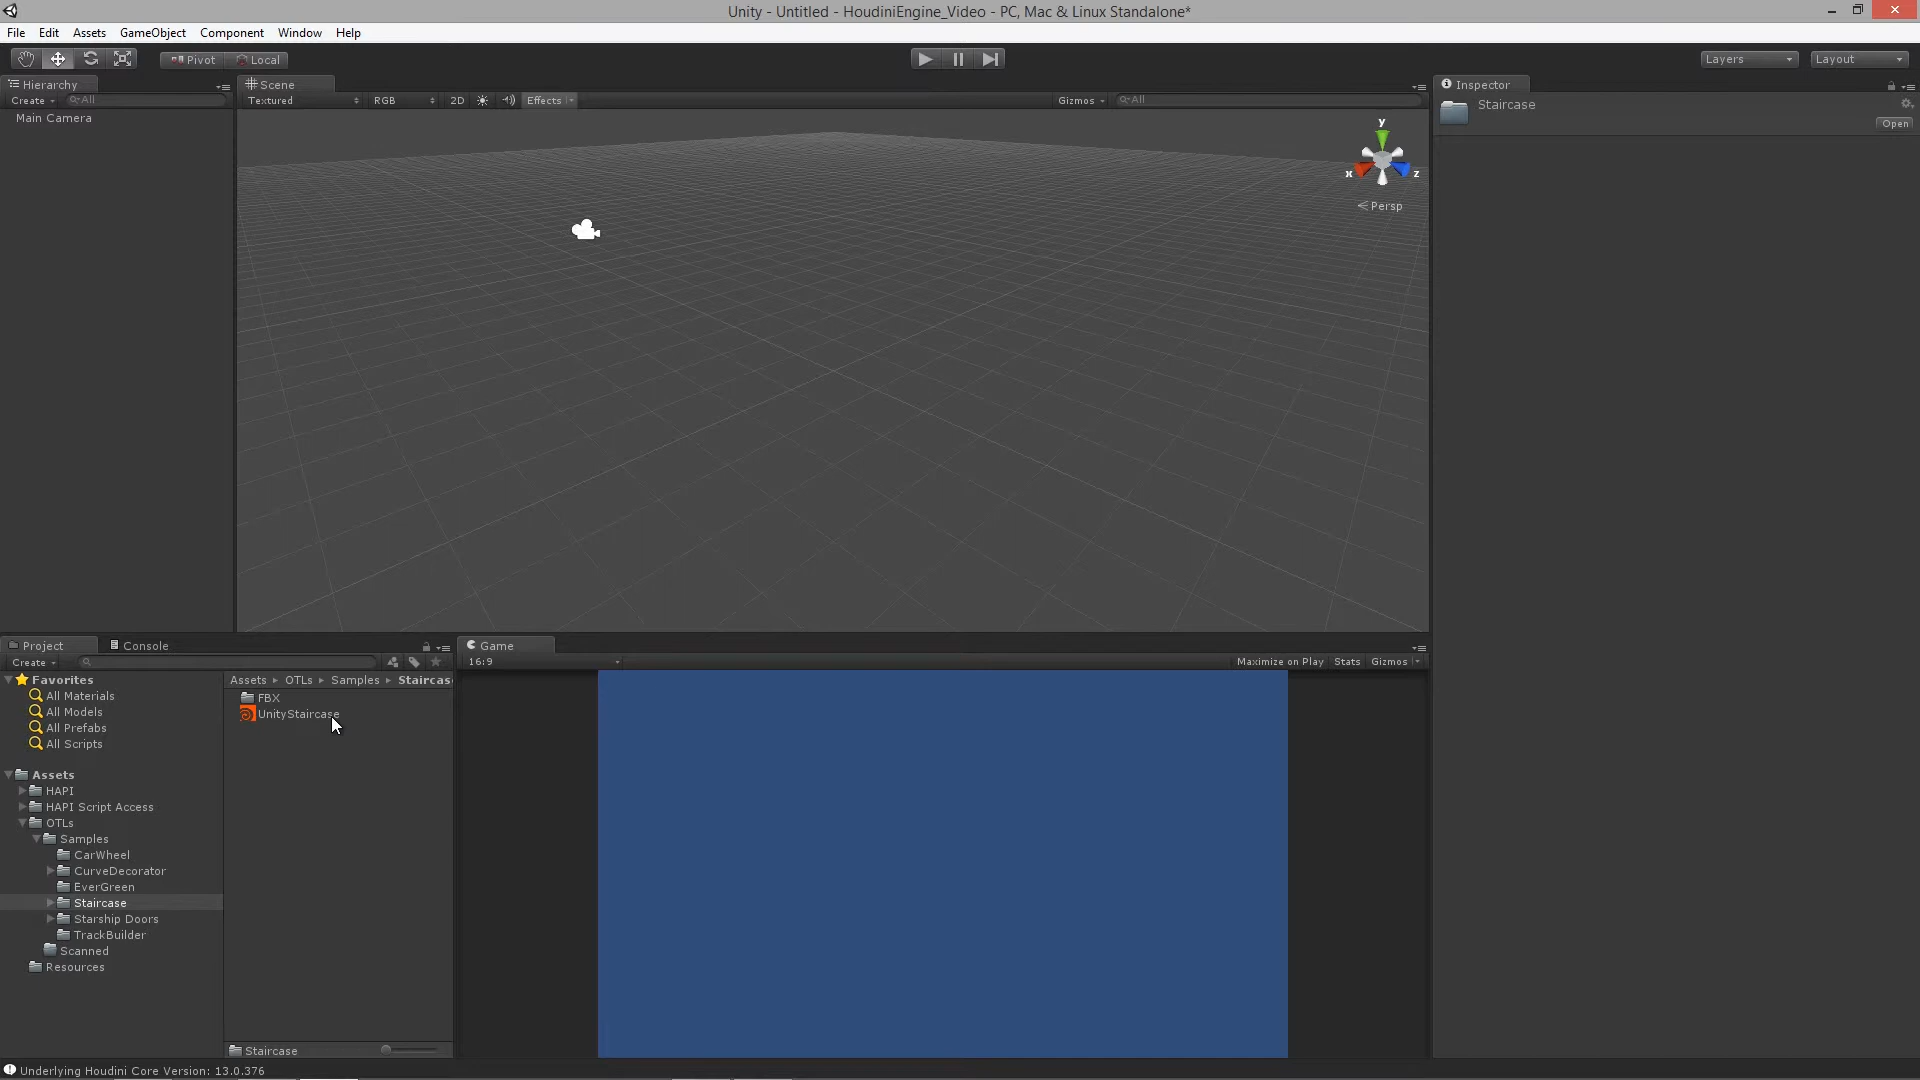 Unity - Untitled - HoudiniEngine_Video - PC, Mac & Linux Standalone*
File Edit Assets GameObject Component Window Help
Pivot Local Layers Layout
Hierarchy
Create All
Main Camera
Scene
Textured RGB 2D Effects Gizmos All
y
x z
Persp
Inspector
Staircase
Open
Project Console
Create
Favorites
All Materials
All Models
All Prefabs
All Scripts
Assets
HAPI
HAPI Script Access
OTLs
Samples
CarWheel
CurveDecorator
EverGreen
Staircase
Starship Doors
TrackBuilder
Scanned
Resources
Assets OTLs Samples Staircas
FBX
UnityStaircase
Staircase
Game
16:9 Maximize on Play Stats Gizmos
Underlying Houdini Core Version: 13.0.376